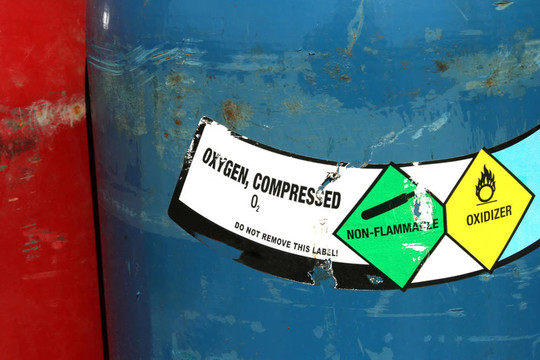 OXYGEN, COMPRESSED
O₂
DO NOT REMOVE THIS LABEL!
NON-FLAMMABLE
OXIDIZER